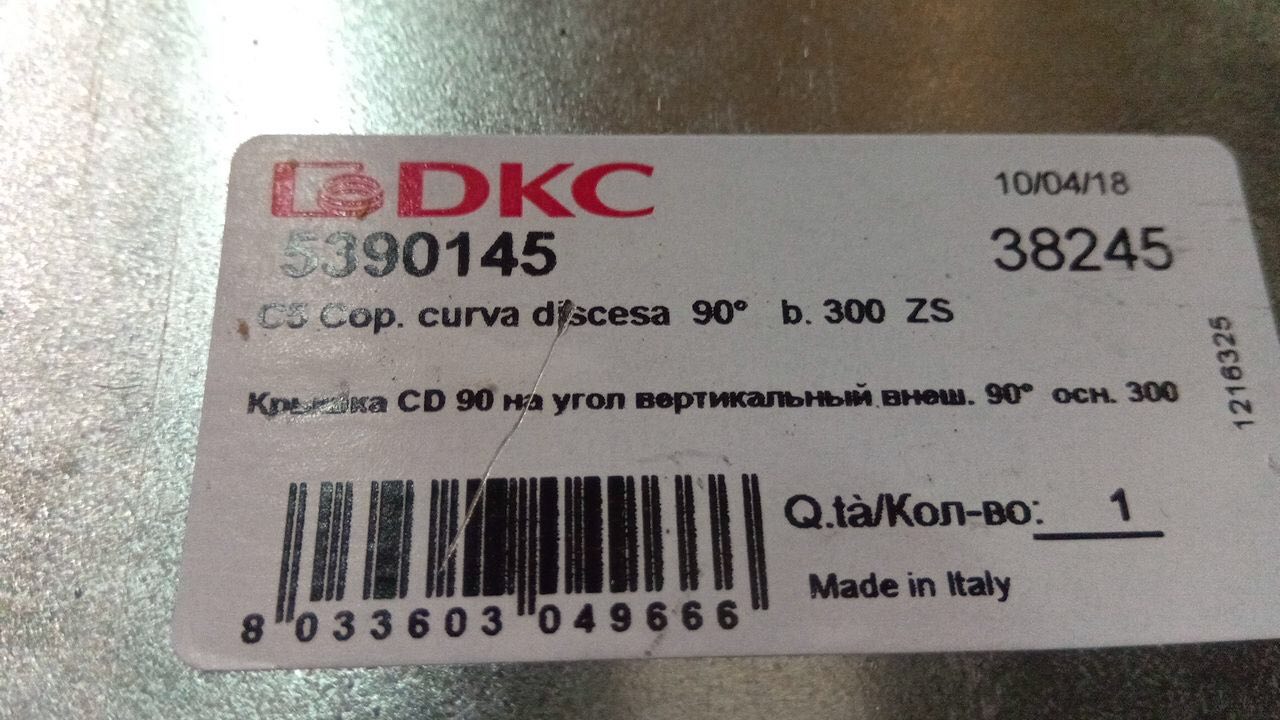 DKC
10/04/18
5390145
38245
C5 Cop. curva discesa 90° b. 300 ZS
Крышка CD 90 на угол вертикальный внеш. 90° осн. 300
1216325
Q.tà/Кол-во: 1
Made in Italy
8 033603 049666